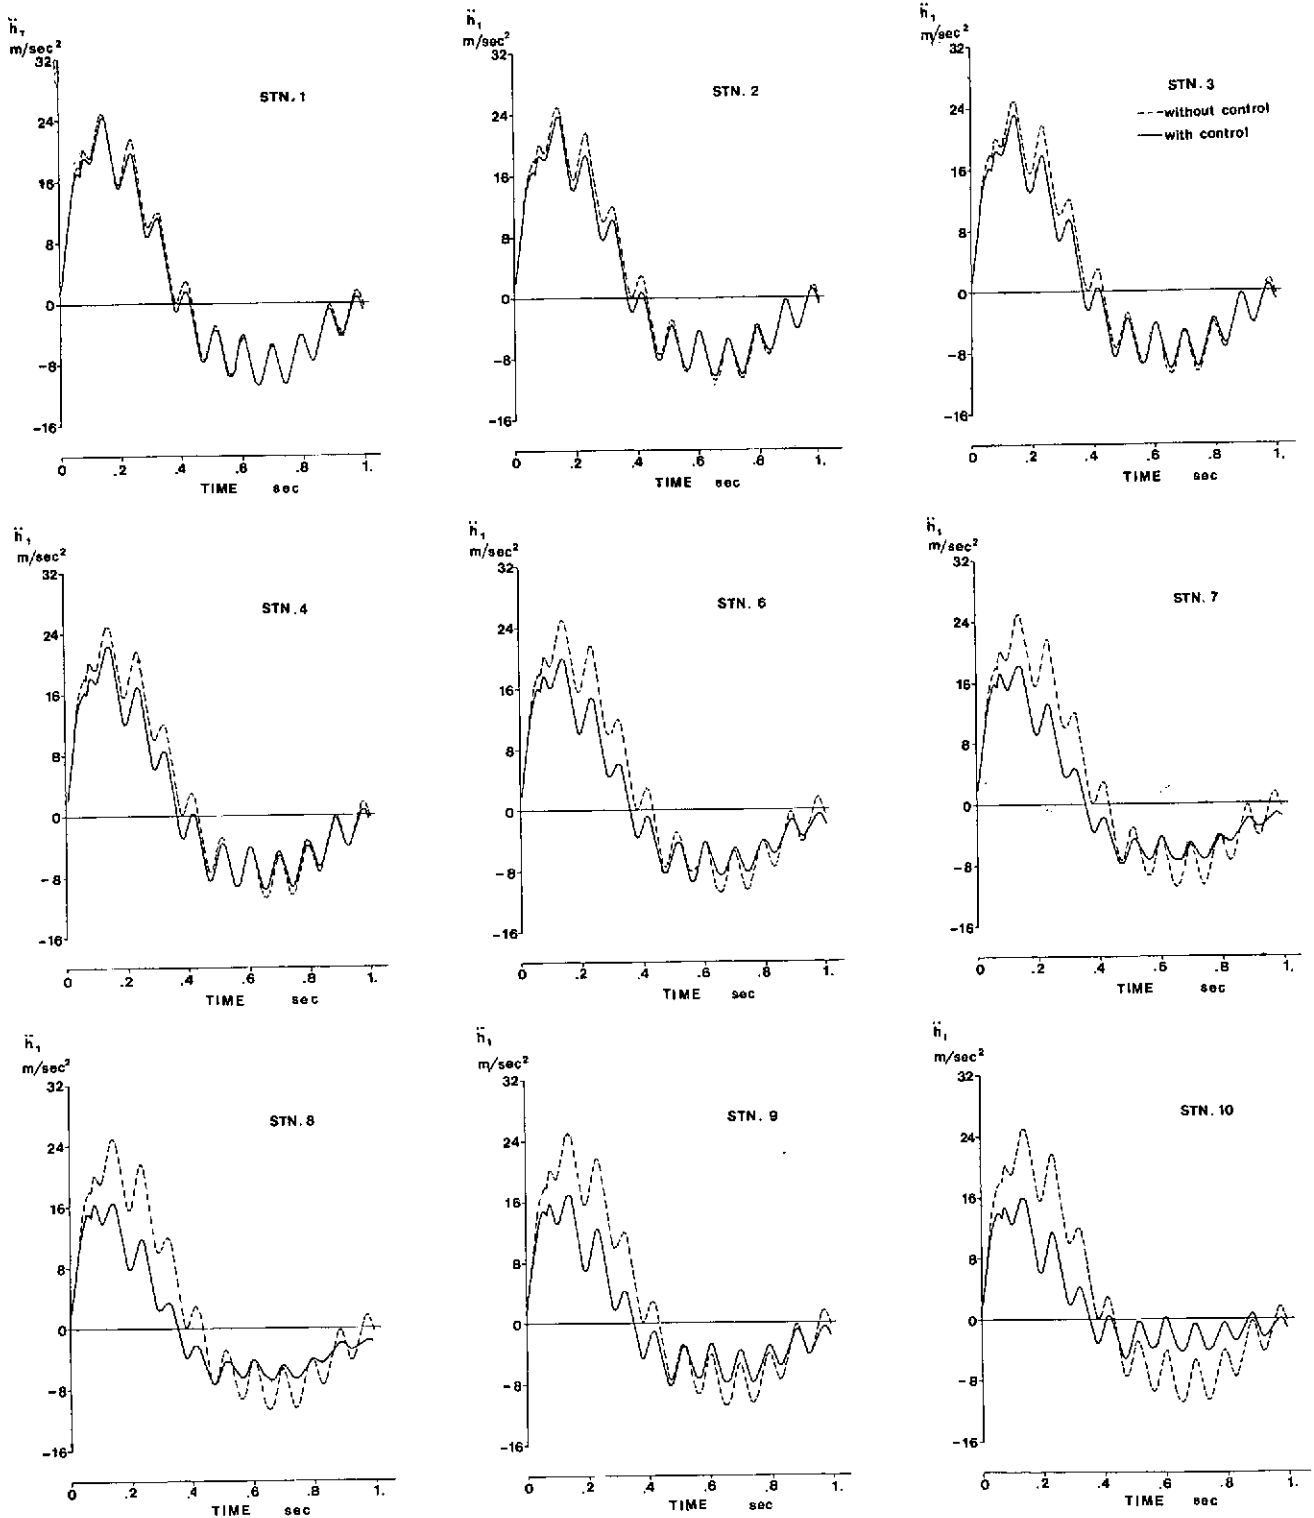 ḧ₁
m/sec²
32
24
16
8
0
-8
-16
STN. 1
0 .2 .4 .6 .8 1.
TIME sec
ḧ₁
m/sec²
32
24
16
8
0
-8
-16
STN. 2
0 .2 .4 .6 .8 1.
TIME sec
ḧ₁
m/sec²
32
24
16
8
0
-8
-16
STN. 3
---without control
— with control
0 .2 .4 .6 .8 1.
TIME sec
ḧ₁
m/sec²
32
24
16
8
0
-8
-16
STN. 4
0 .2 .4 .6 .8 1.
TIME sec
ḧ₁
m/sec²
32
24
16
8
0
-8
-16
STN. 6
0 .2 .4 .6 .8 1.
TIME sec
ḧ₁
m/sec²
32
24
16
8
0
-8
-16
STN. 7
0 .2 .4 .6 .8 1.
TIME sec
ḧ₁
m/sec²
32
24
16
8
0
-8
-16
STN. 8
0 .2 .4 .6 .8 1.
TIME sec
ḧ₁
m/sec²
32
24
16
8
0
-8
-16
STN. 9
0 .2 .4 .6 .8 1.
TIME sec
ḧ₁
m/sec²
32
24
16
8
0
-8
-16
STN. 10
0 .2 .4 .6 .8 1.
TIME sec